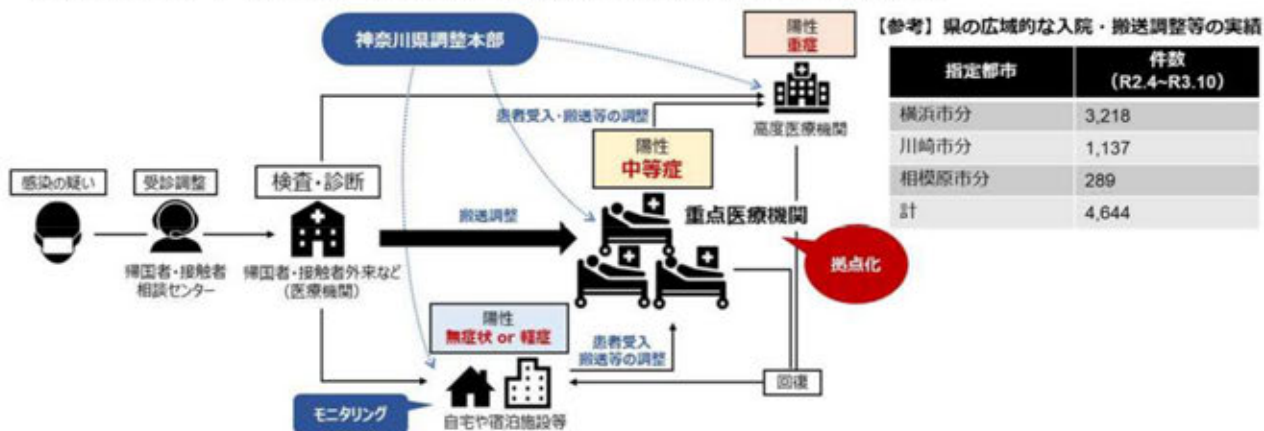 神奈川県調整本部
陽性
重症
高度医療機関
【参考】県の広域的な入院・搬送調整等の実績
指定都市
件数
(R2.4~R3.10)
横浜市分
3,218
川崎市分
1,137
相模原市分
289
計
4,644
患者受入・搬送等の調整
陽性
中等症
感染の疑い
受診調整
検査・診断
搬送調整
重点医療機関
拠点化
帰国者・接触者
相談センター
帰国者・接触者外来など
(医療機関)
陽性
無症状 or 軽症
患者受入
搬送等の調整
回復
モニタリング
自宅や宿泊施設等